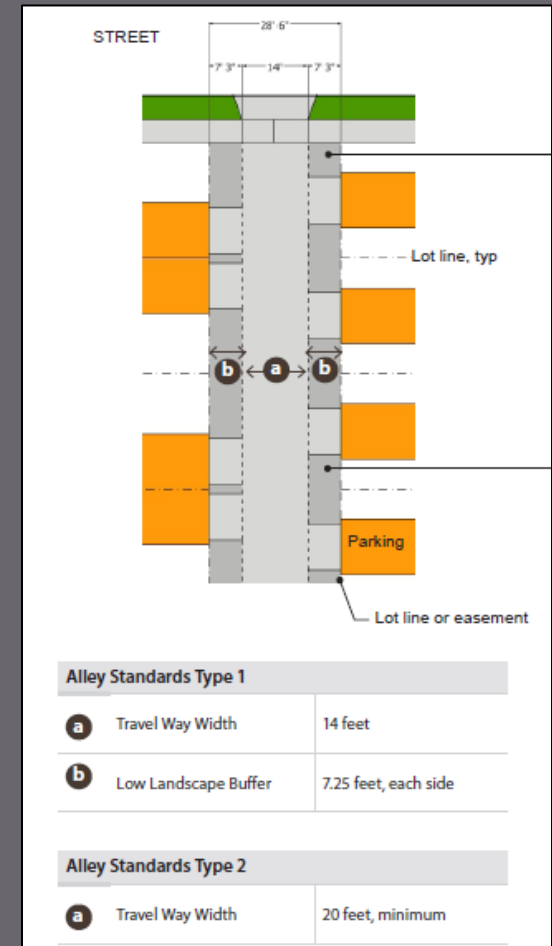 STREET
28'-6"
7' 3" 14' 7' 3"
Lot line, typ
b a b
Parking
Lot line or easement
Alley Standards Type 1
a Travel Way Width 14 feet
b Low Landscape Buffer 7.25 feet, each side
Alley Standards Type 2
a Travel Way Width 20 feet, minimum